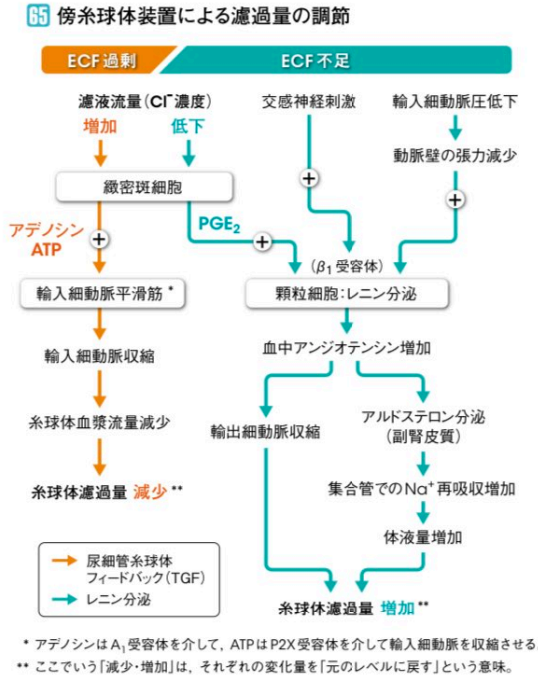 65 傍糸球体装置による濾過量の調節
ECF過剰
ECF不足
濾液流量(Cl⁻濃度)
増加
低下
交感神経刺激
輸入細動脈圧低下
動脈壁の張力減少
緻密斑細胞
アデノシン
ATP
+
PGE₂
+
+
+
(β₁受容体)
輸入細動脈平滑筋 *
顆粒細胞:レニン分泌
輸入細動脈収縮
血中アンジオテンシン増加
糸球体血漿流量減少
輸出細動脈収縮
アルドステロン分泌
(副腎皮質)
糸球体濾過量 減少 **
集合管でのNa⁺再吸収増加
体液量増加
尿細管糸球体
フィードバック(TGF)
レニン分泌
糸球体濾過量 増加 **
* アデノシンはA₁受容体を介して, ATPはP2X受容体を介して輸入細動脈を収縮させる
** ここでいう「減少・増加」は, それぞれの変化量を「元のレベルに戻す」という意味。